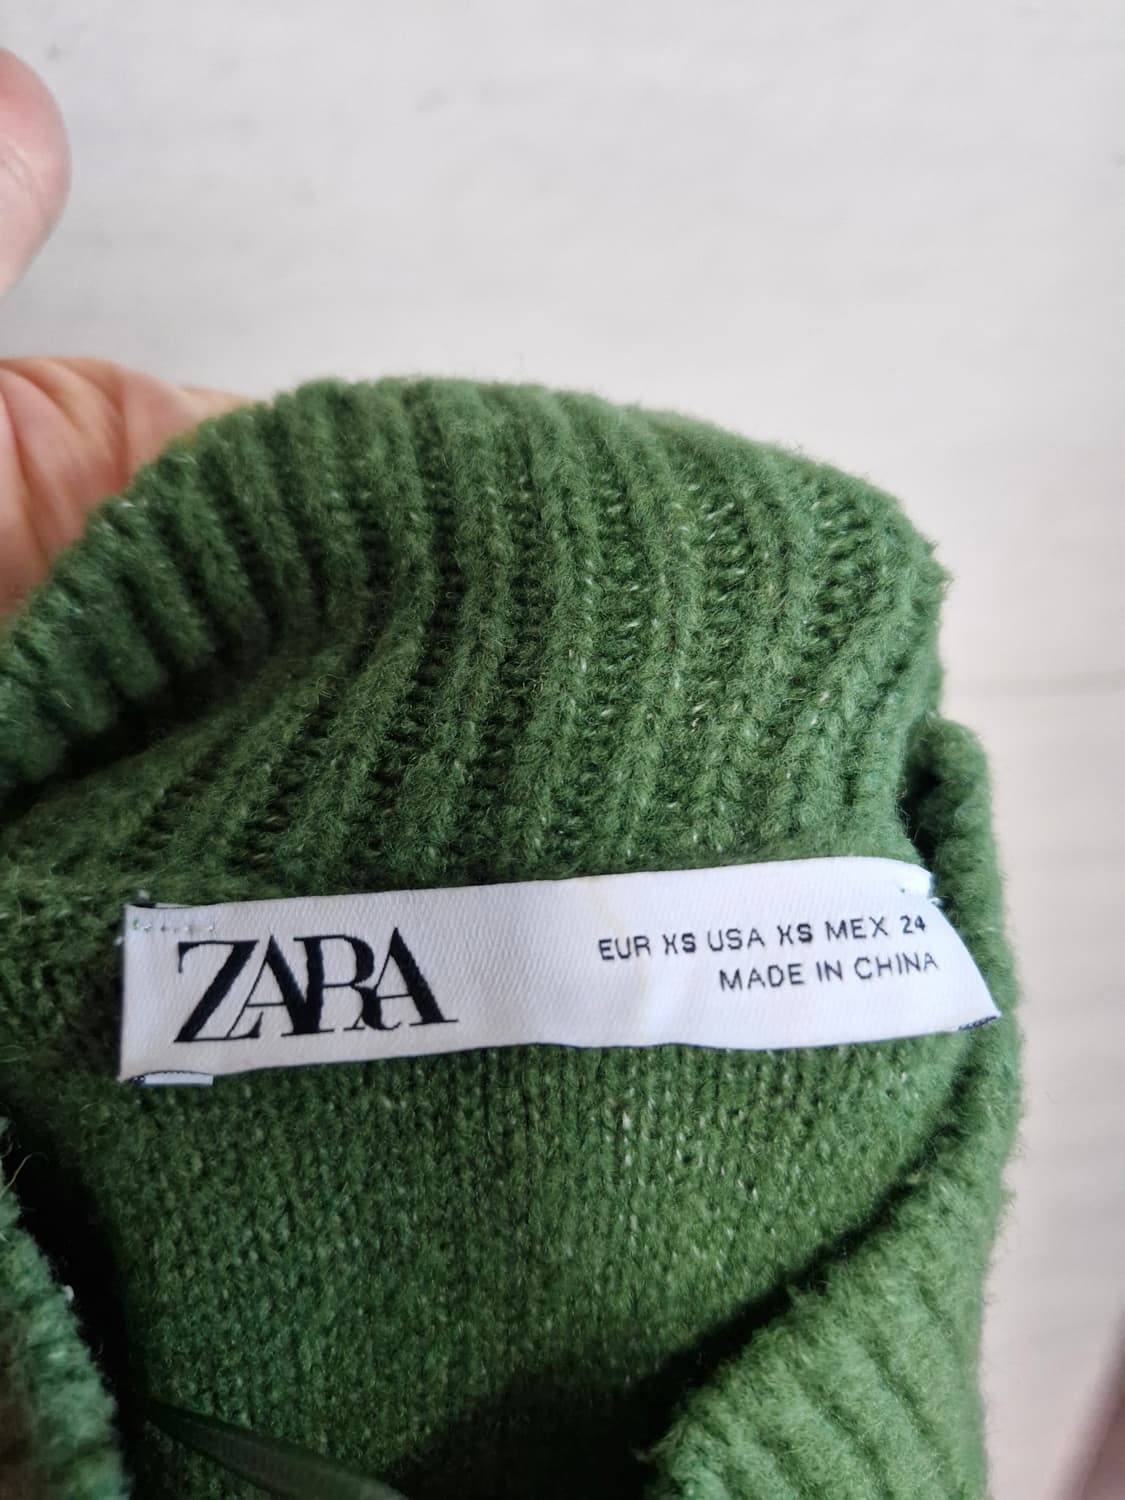 ZARA
EUR XS USA XS MEX 24
MADE IN CHINA